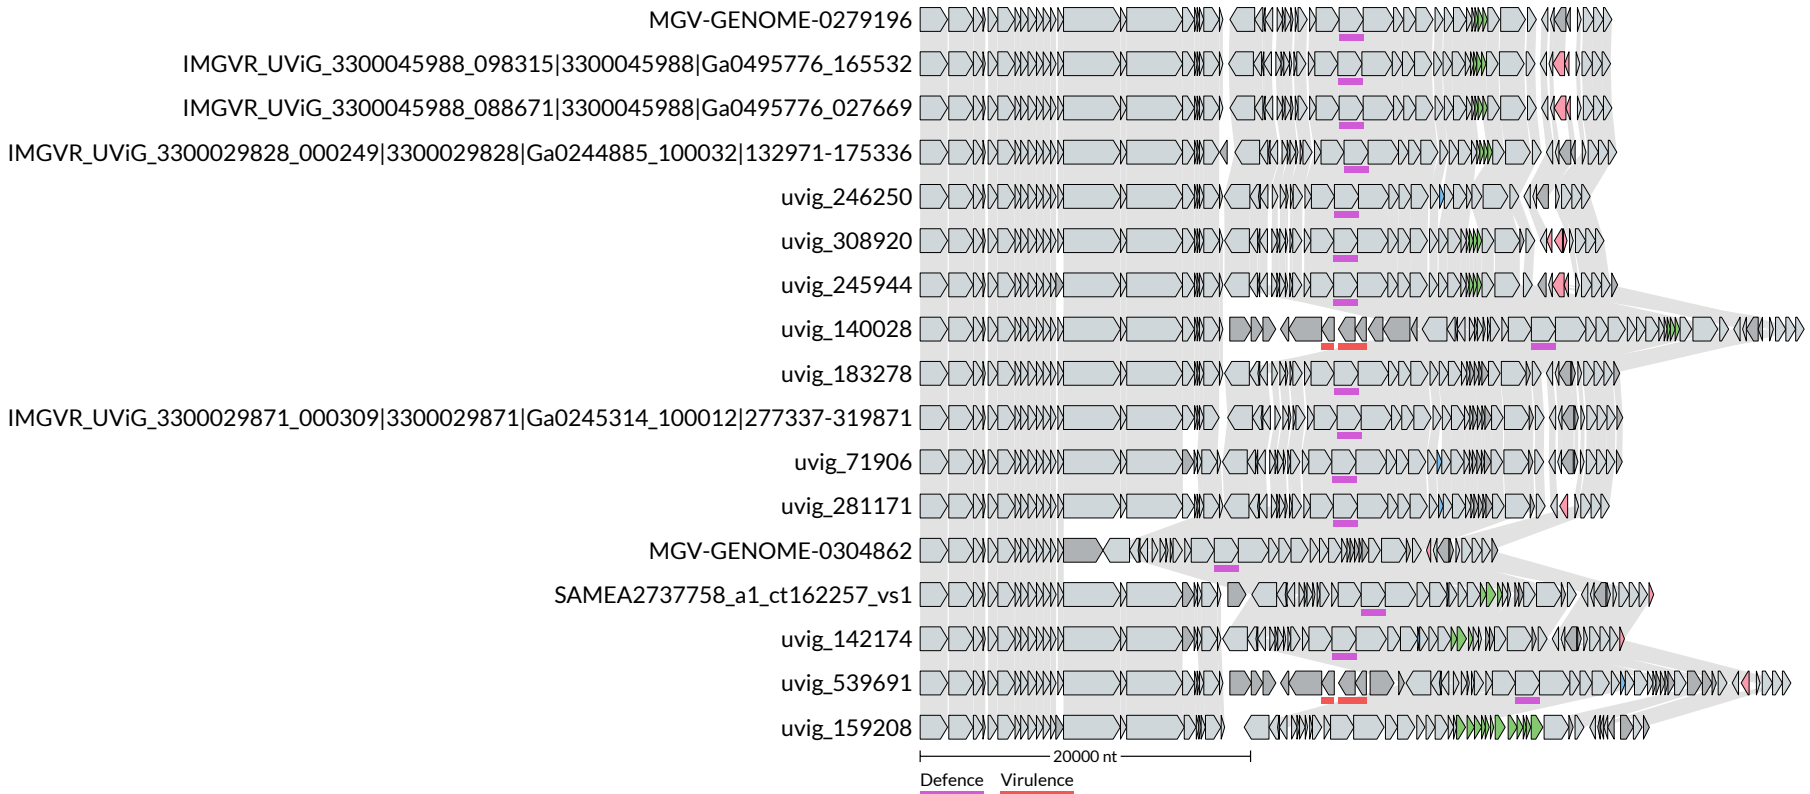 MGV-GENOME-0279196
IMGVR_UViG_3300045988_098315|3300045988|Ga0495776_165532
IMGVR_UViG_3300045988_088671|3300045988|Ga0495776_027669
IMGVR_UViG_3300029828_000249|3300029828|Ga0244885_100032|132971-175336
uvig_246250
uvig_308920
uvig_245944
uvig_140028
uvig_183278
IMGVR_UViG_3300029871_000309|3300029871|Ga0245314_100012|277337-319871
uvig_71906
uvig_281171
MGV-GENOME-0304862
SAMEA2737758_a1_ct162257_vs1
uvig_142174
uvig_539691
uvig_159208
20000 nt
Defence Virulence